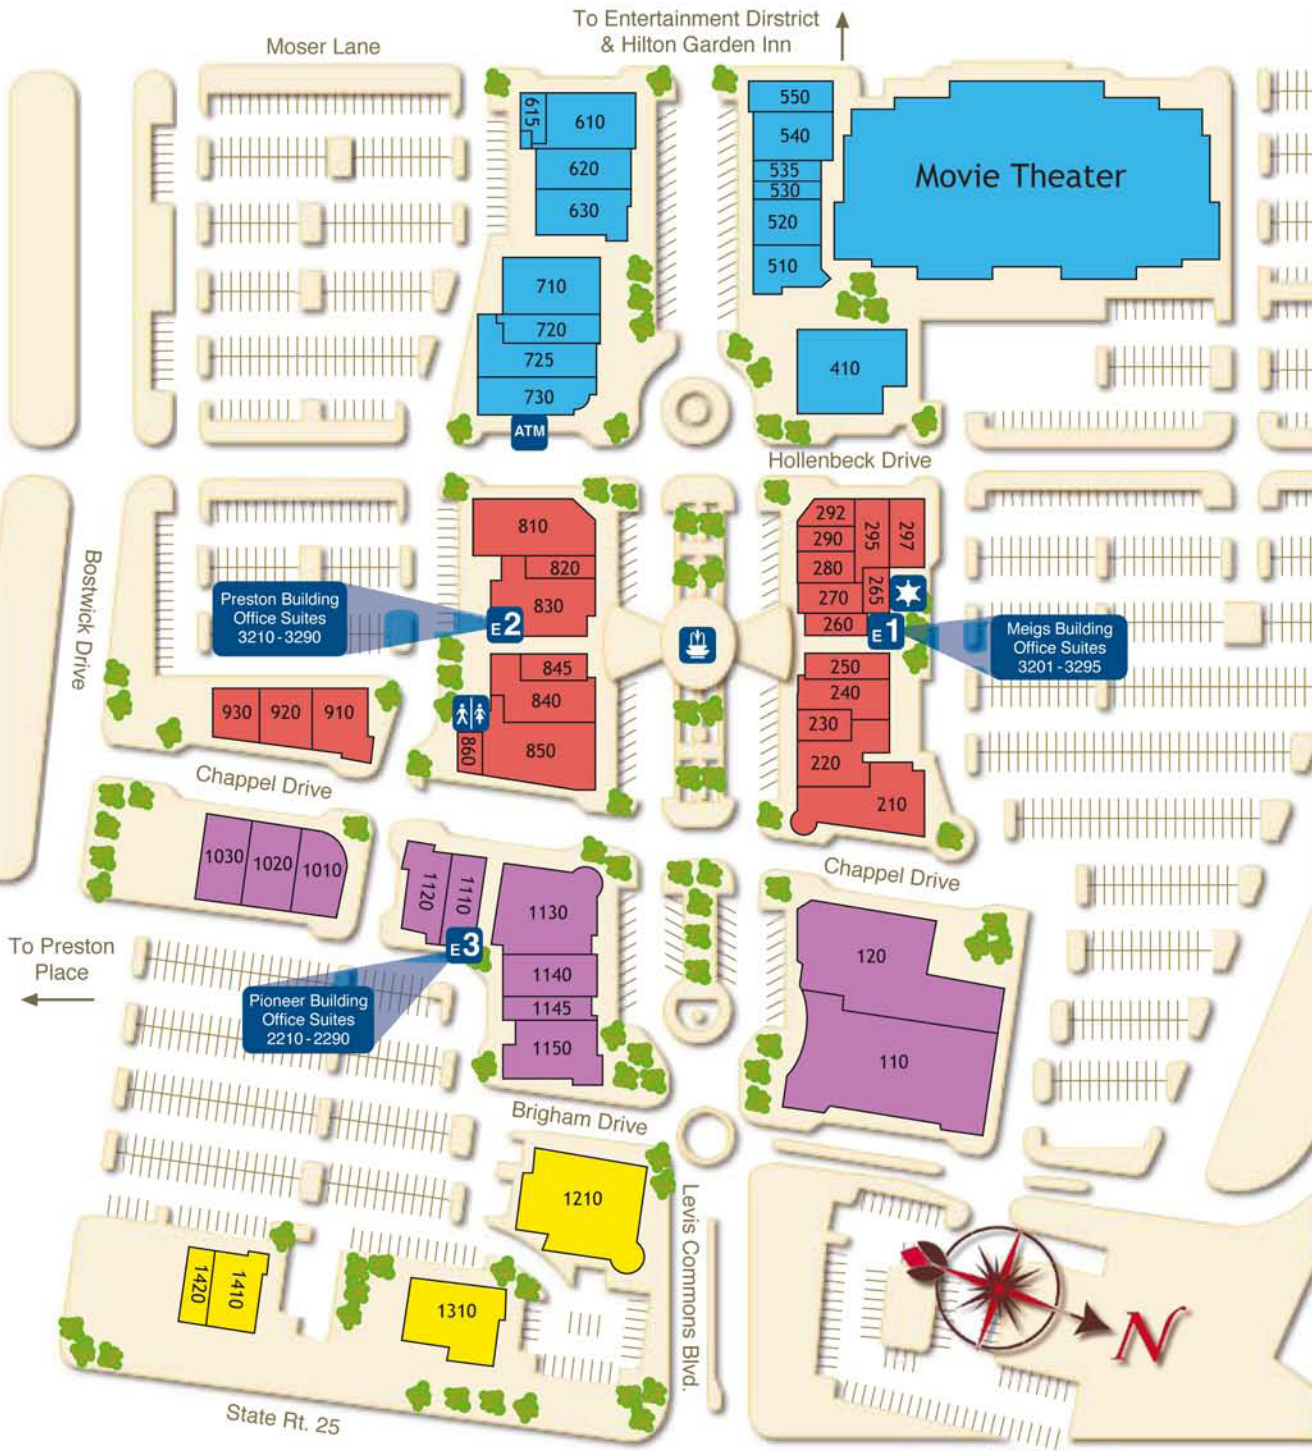 To Entertainment Dirstrict
& Hilton Garden Inn
Moser Lane
615
610
620
630
550
540
535
530
520
510
Movie Theater
710
720
725
730
ATM
410
Hollenbeck Drive
Bostwick Drive
Preston Building
Office Suites
3210-3290
810
820
830
E2
845
840
850
860
292
290
280
270
260
295
297
265
E1
Meigs Building
Office Suites
3201-3295
250
240
230
220
210
930
920
910
Chappel Drive
Chappel Drive
1030
1020
1010
1120
1110
1130
1140
1145
1150
E3
Pioneer Building
Office Suites
2210-2290
To Preston
Place
120
110
Brigham Drive
1210
Levis Commons Blvd.
1420
1410
1310
State Rt. 25
N